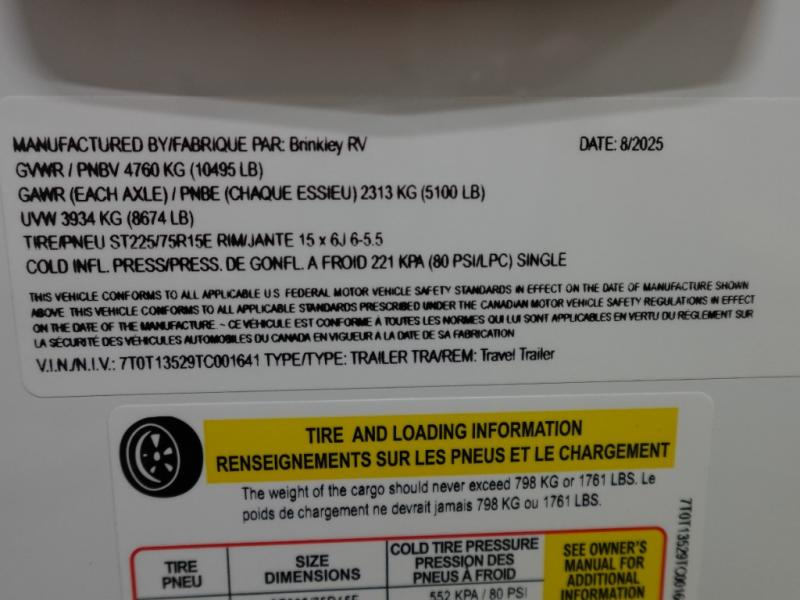 MANUFACTURED BY/FABRIQUE PAR: Brinkley RV DATE: 8/2025
GVWR / PNBV 4760 KG (10495 LB)
GAWR (EACH AXLE) / PNBE (CHAQUE ESSIEU) 2313 KG (5100 LB)
UVW 3934 KG (8674 LB)
TIRE/PNEU ST225/75R15E RIM/JANTE 15 x 6J 6-5.5
COLD INFL. PRESS/PRESS. DE GONFL. A FROID 221 KPA (80 PSI/LPC) SINGLE
THIS VEHICLE CONFORMS TO ALL APPLICABLE U.S. FEDERAL MOTOR VEHICLE SAFETY STANDARDS IN EFFECT ON THE DATE OF MANUFACTURE SHOWN
ABOVE THIS VEHICLE CONFORMS TO ALL APPLICABLE STANDARDS PRESCRIBED UNDER THE CANADIAN MOTOR VEHICLE SAFETY REGULATIONS IN EFFECT
ON THE DATE OF THE MANUFACTURE. ~ CE VÉHICULE EST CONFORME A TOUTES LES NORMES QUI LUI SONT APPLICABLES EN VERTU DU RÈGLEMENT SUR
LA SÉCURITÉ DES VÉHICULES AUTOMOBILES DU CANADA EN VIGUEUR A LA DATE DE SA FABRICATION
V.I.N./N.I.V.: 7T0T13529TC001641 TYPE/TYPE: TRAILER TRA/REM: Travel Trailer
TIRE AND LOADING INFORMATION
RENSEIGNEMENTS SUR LES PNEUS ET LE CHARGEMENT
The weight of the cargo should never exceed 798 KG or 1761 LBS. Le
poids de chargement ne devrait jamais 798 KG ou 1761 LBS.
TIRE
PNEU
SIZE
DIMENSIONS
COLD TIRE PRESSURE
PRESSION DES
PNEUS À FROID
552 KPA / 80 PSI
SEE OWNER'S
MANUAL FOR
ADDITIONAL
INFORMATION